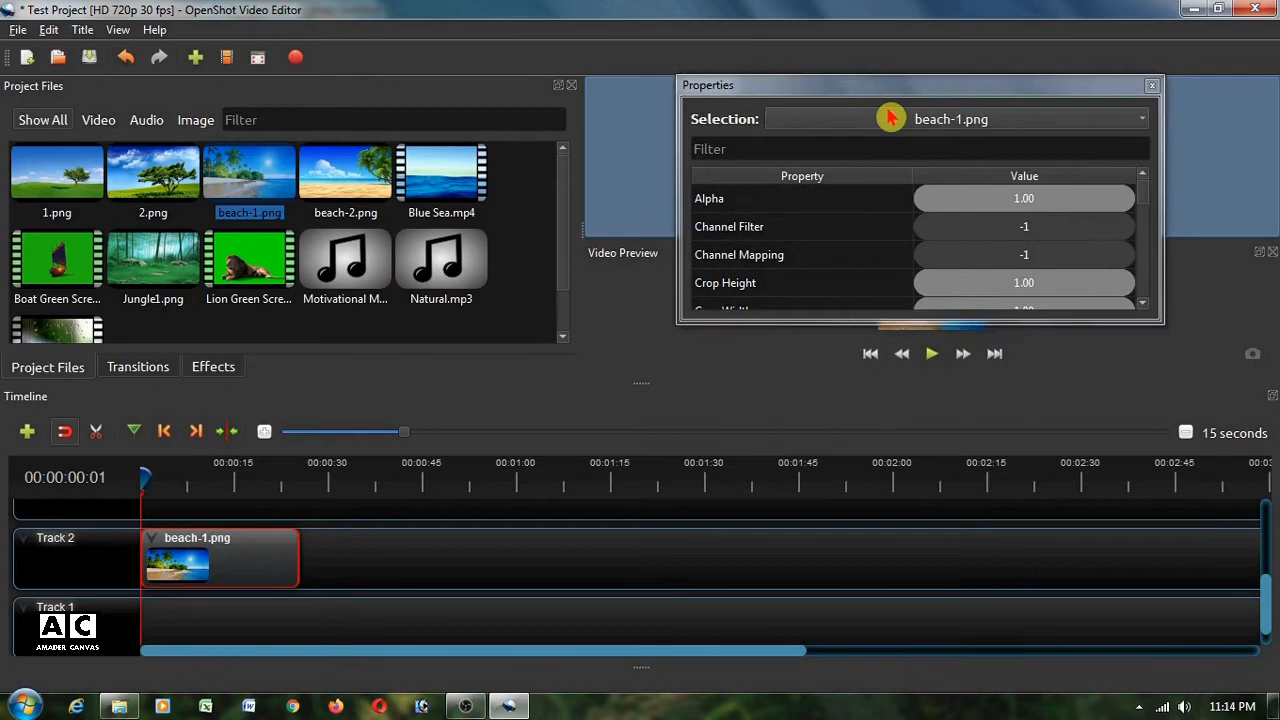 * Test Project [HD 720p 30 fps] - OpenShot Video Editor
File Edit Title View Help
Project Files
Properties
Show All Video Audio Image Filter
Selection: beach-1.png
Filter
Property Value
Alpha 1.00
Channel Filter -1
Channel Mapping -1
Crop Height 1.00
1.png 2.png beach-1.png beach-2.png Blue Sea.mp4
Boat Green Scre... Jungle1.png Lion Green Scre... Motivational M... Natural.mp3
Video Preview
Project Files Transitions Effects
Timeline
15 seconds
00:00:00:01
00:00:15 00:00:30 00:00:45 00:01:00 00:01:15 00:01:30 00:01:45 00:02:00 00:02:15 00:02:30 00:02:45
Track 2 beach-1.png
Track 1
AC
AMADER CANVAS
11:14 PM